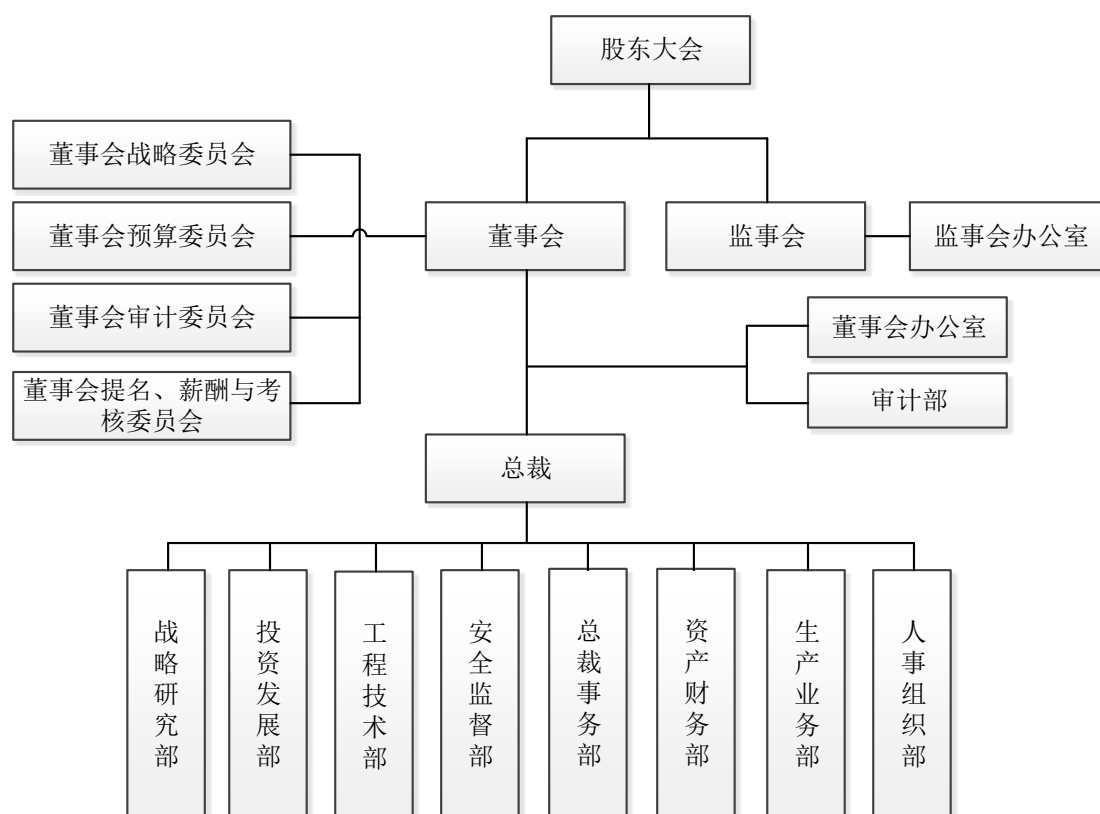 股东大会
董事会战略委员会
董事会预算委员会
董事会
监事会
监事会办公室
董事会审计委员会
董事会办公室
董事会提名、薪酬与考
核委员会
审计部
总裁
战略研究部
投资发展部
工程技术部
安全监督部
总裁事务部
资产财务部
生产业务部
人事组织部